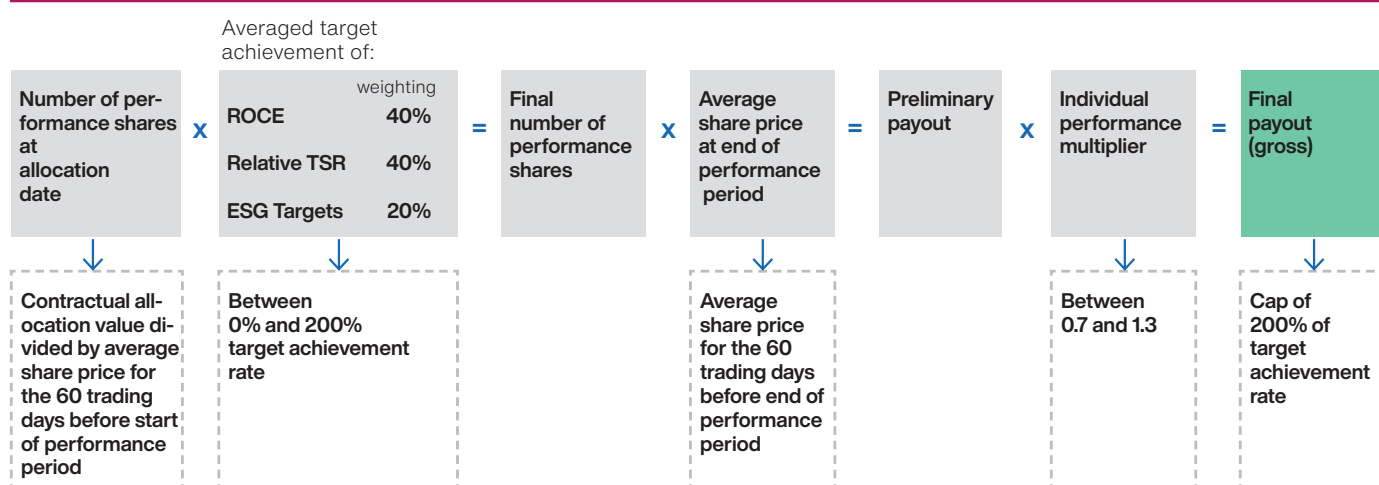 Averaged target
achievement of:
Number of per-
formance shares
at
allocation
date
x
weighting
ROCE 40%
Relative TSR 40%
ESG Targets 20%
=
Final
number of
performance
shares
x
Average
share price
at end of
performance
period
=
Preliminary
payout
x
Individual
performance
multiplier
=
Final
payout
(gross)
Contractual all-
ocation value di-
vided by average
share price for
the 60 trading
days before start
of performance
period
Between
0% and 200%
target achievement
rate
Average
share price
for the 60
trading days
before end of
performance
period
Between
0.7 and 1.3
Cap of
200% of
target
achievement
rate